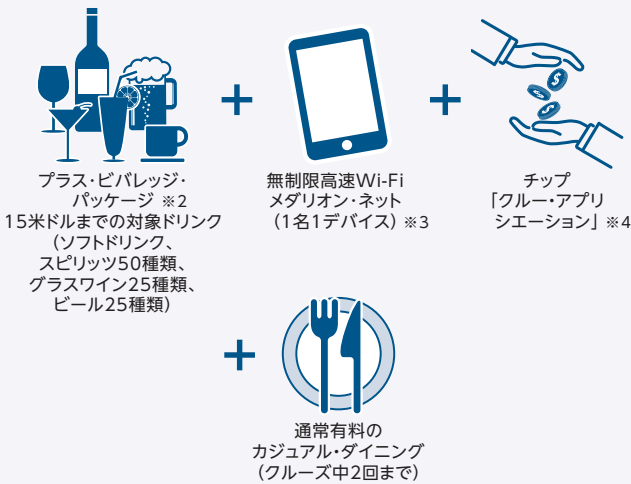 プラス・ビバレッジ・
パッケージ ※2
15米ドルまでの対象ドリンク
(ソフトドリンク、
スピリッツ50種類、
グラスワイン25種類、
ビール25種類)
+
無制限高速Wi-Fi
メダリオン・ネット
(1名1デバイス) ※3
+
チップ
「クルー・アプリ
シエーション」 ※4
+
通常有料の
カジュアル・ダイニング
(クルーズ中2回まで)